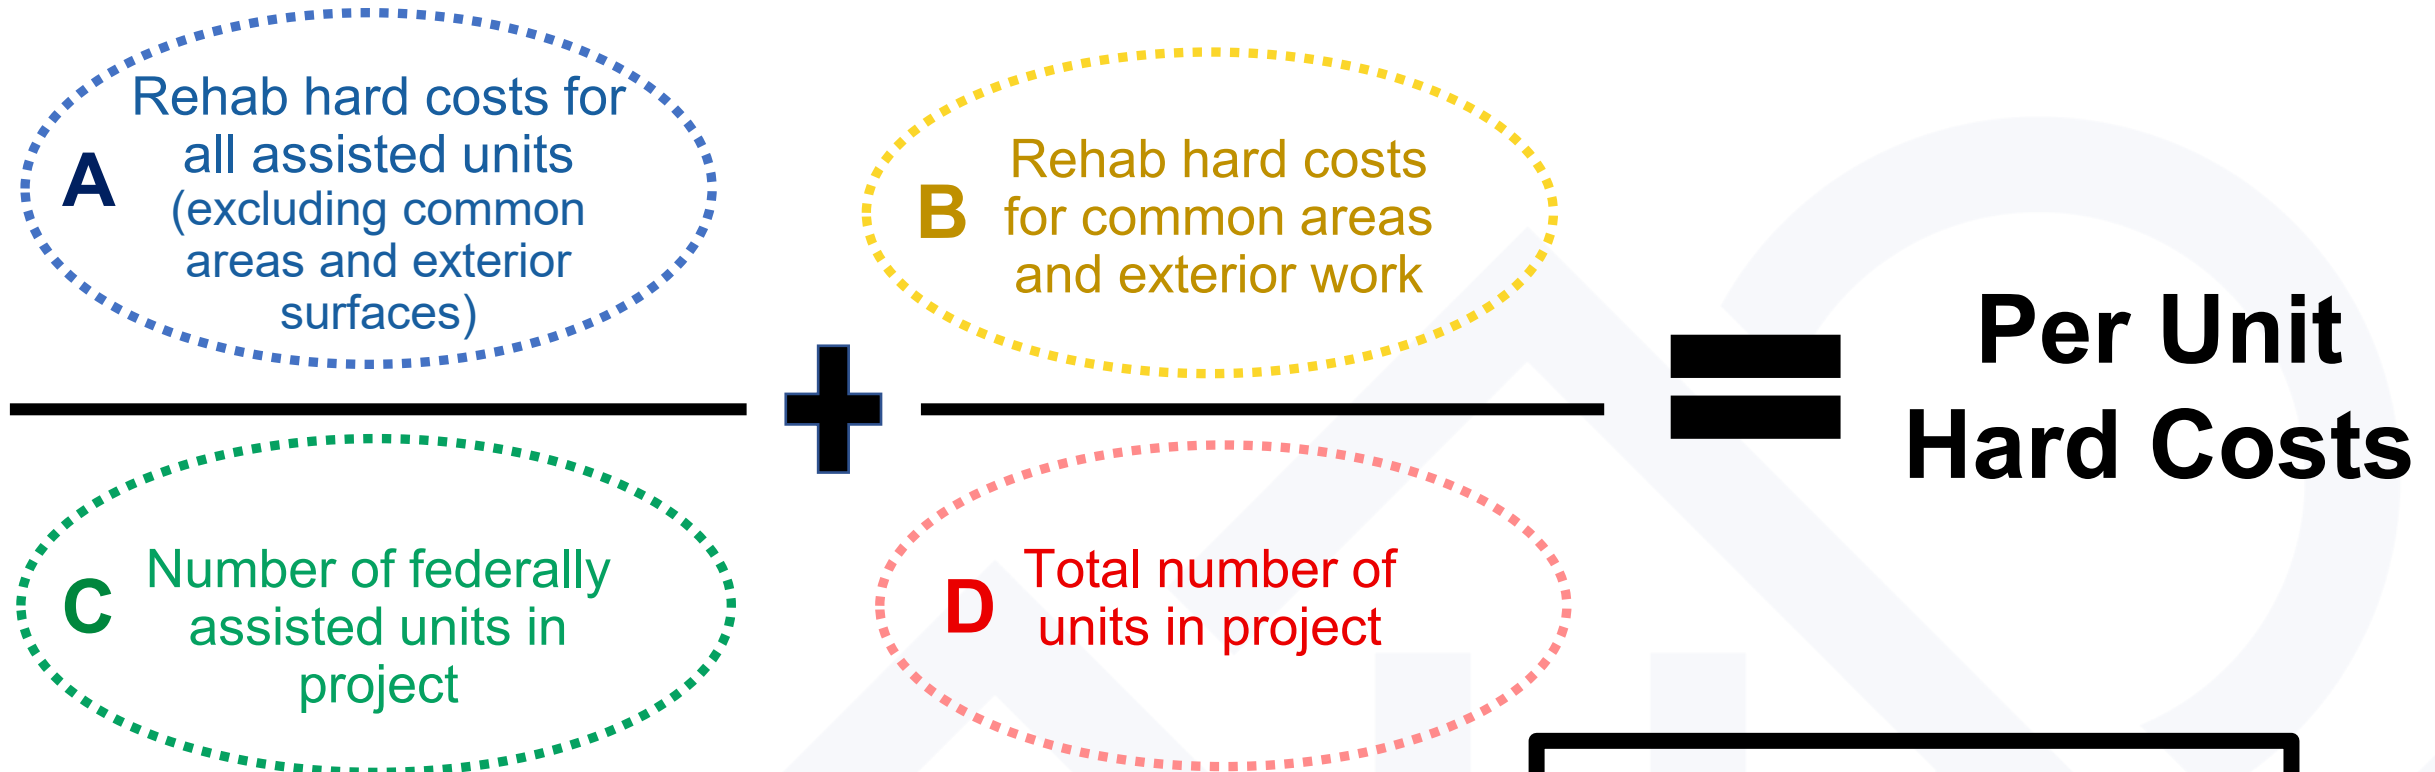 A
Rehab hard costs for
all assisted units
(excluding common
areas and exterior
surfaces)
B
Rehab hard costs
for common areas
and exterior work
C
Number of federally
assisted units in
project
D
Total number of
units in project
Per Unit
Hard Costs